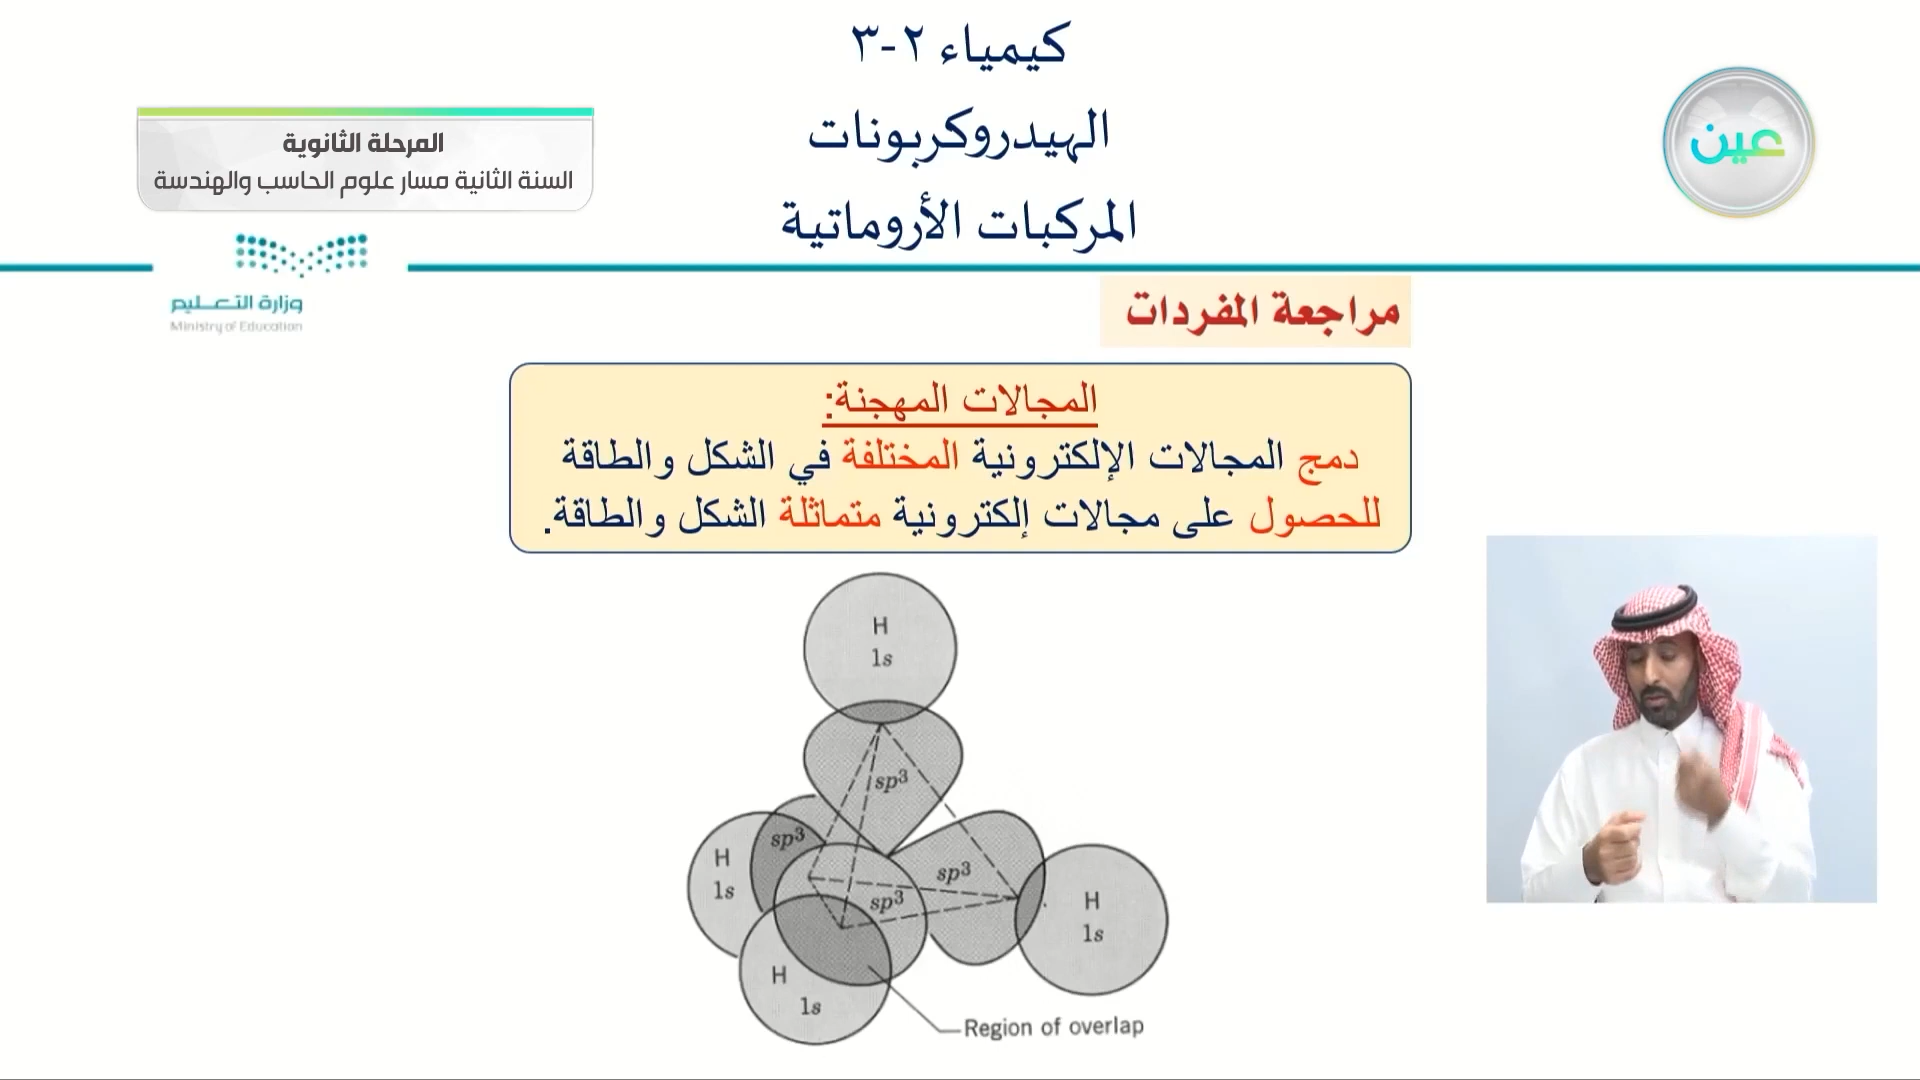 كيمياء ٢-٣
الهيدروكربونات
المركبات الأروماتية
عين
المرحلة الثانوية
السنة الثانية مسار علوم الحاسب والهندسة
وزارة التعـــليم
Ministry of Education
مراجعة المفردات
المجالات المهجنة:
دمج المجالات الإلكترونية المختلفة في الشكل والطاقة
للحصول على مجالات إلكترونية متماثلة الشكل والطاقة.
H
1s
sp³
sp³
H
1s
sp³
sp³
H
1s
H
1s
Region of overlap